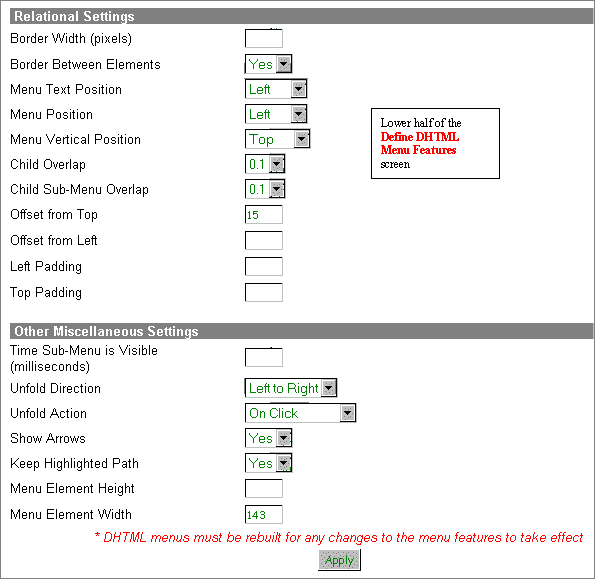 Relational Settings
Border Width (pixels)
Border Between Elements Yes
Menu Text Position Left
Menu Position Left
Menu Vertical Position Top
Child Overlap 0.1
Child Sub-Menu Overlap 0.1
Offset from Top 15
Offset from Left
Left Padding
Top Padding
Lower half of the
Define DHTML
Menu Features
screen
Other Miscellaneous Settings
Time Sub-Menu is Visible
(milliseconds)
Unfold Direction Left to Right
Unfold Action On Click
Show Arrows Yes
Keep Highlighted Path Yes
Menu Element Height
Menu Element Width 143
* DHTML menus must be rebuilt for any changes to the menu features to take effect
Apply